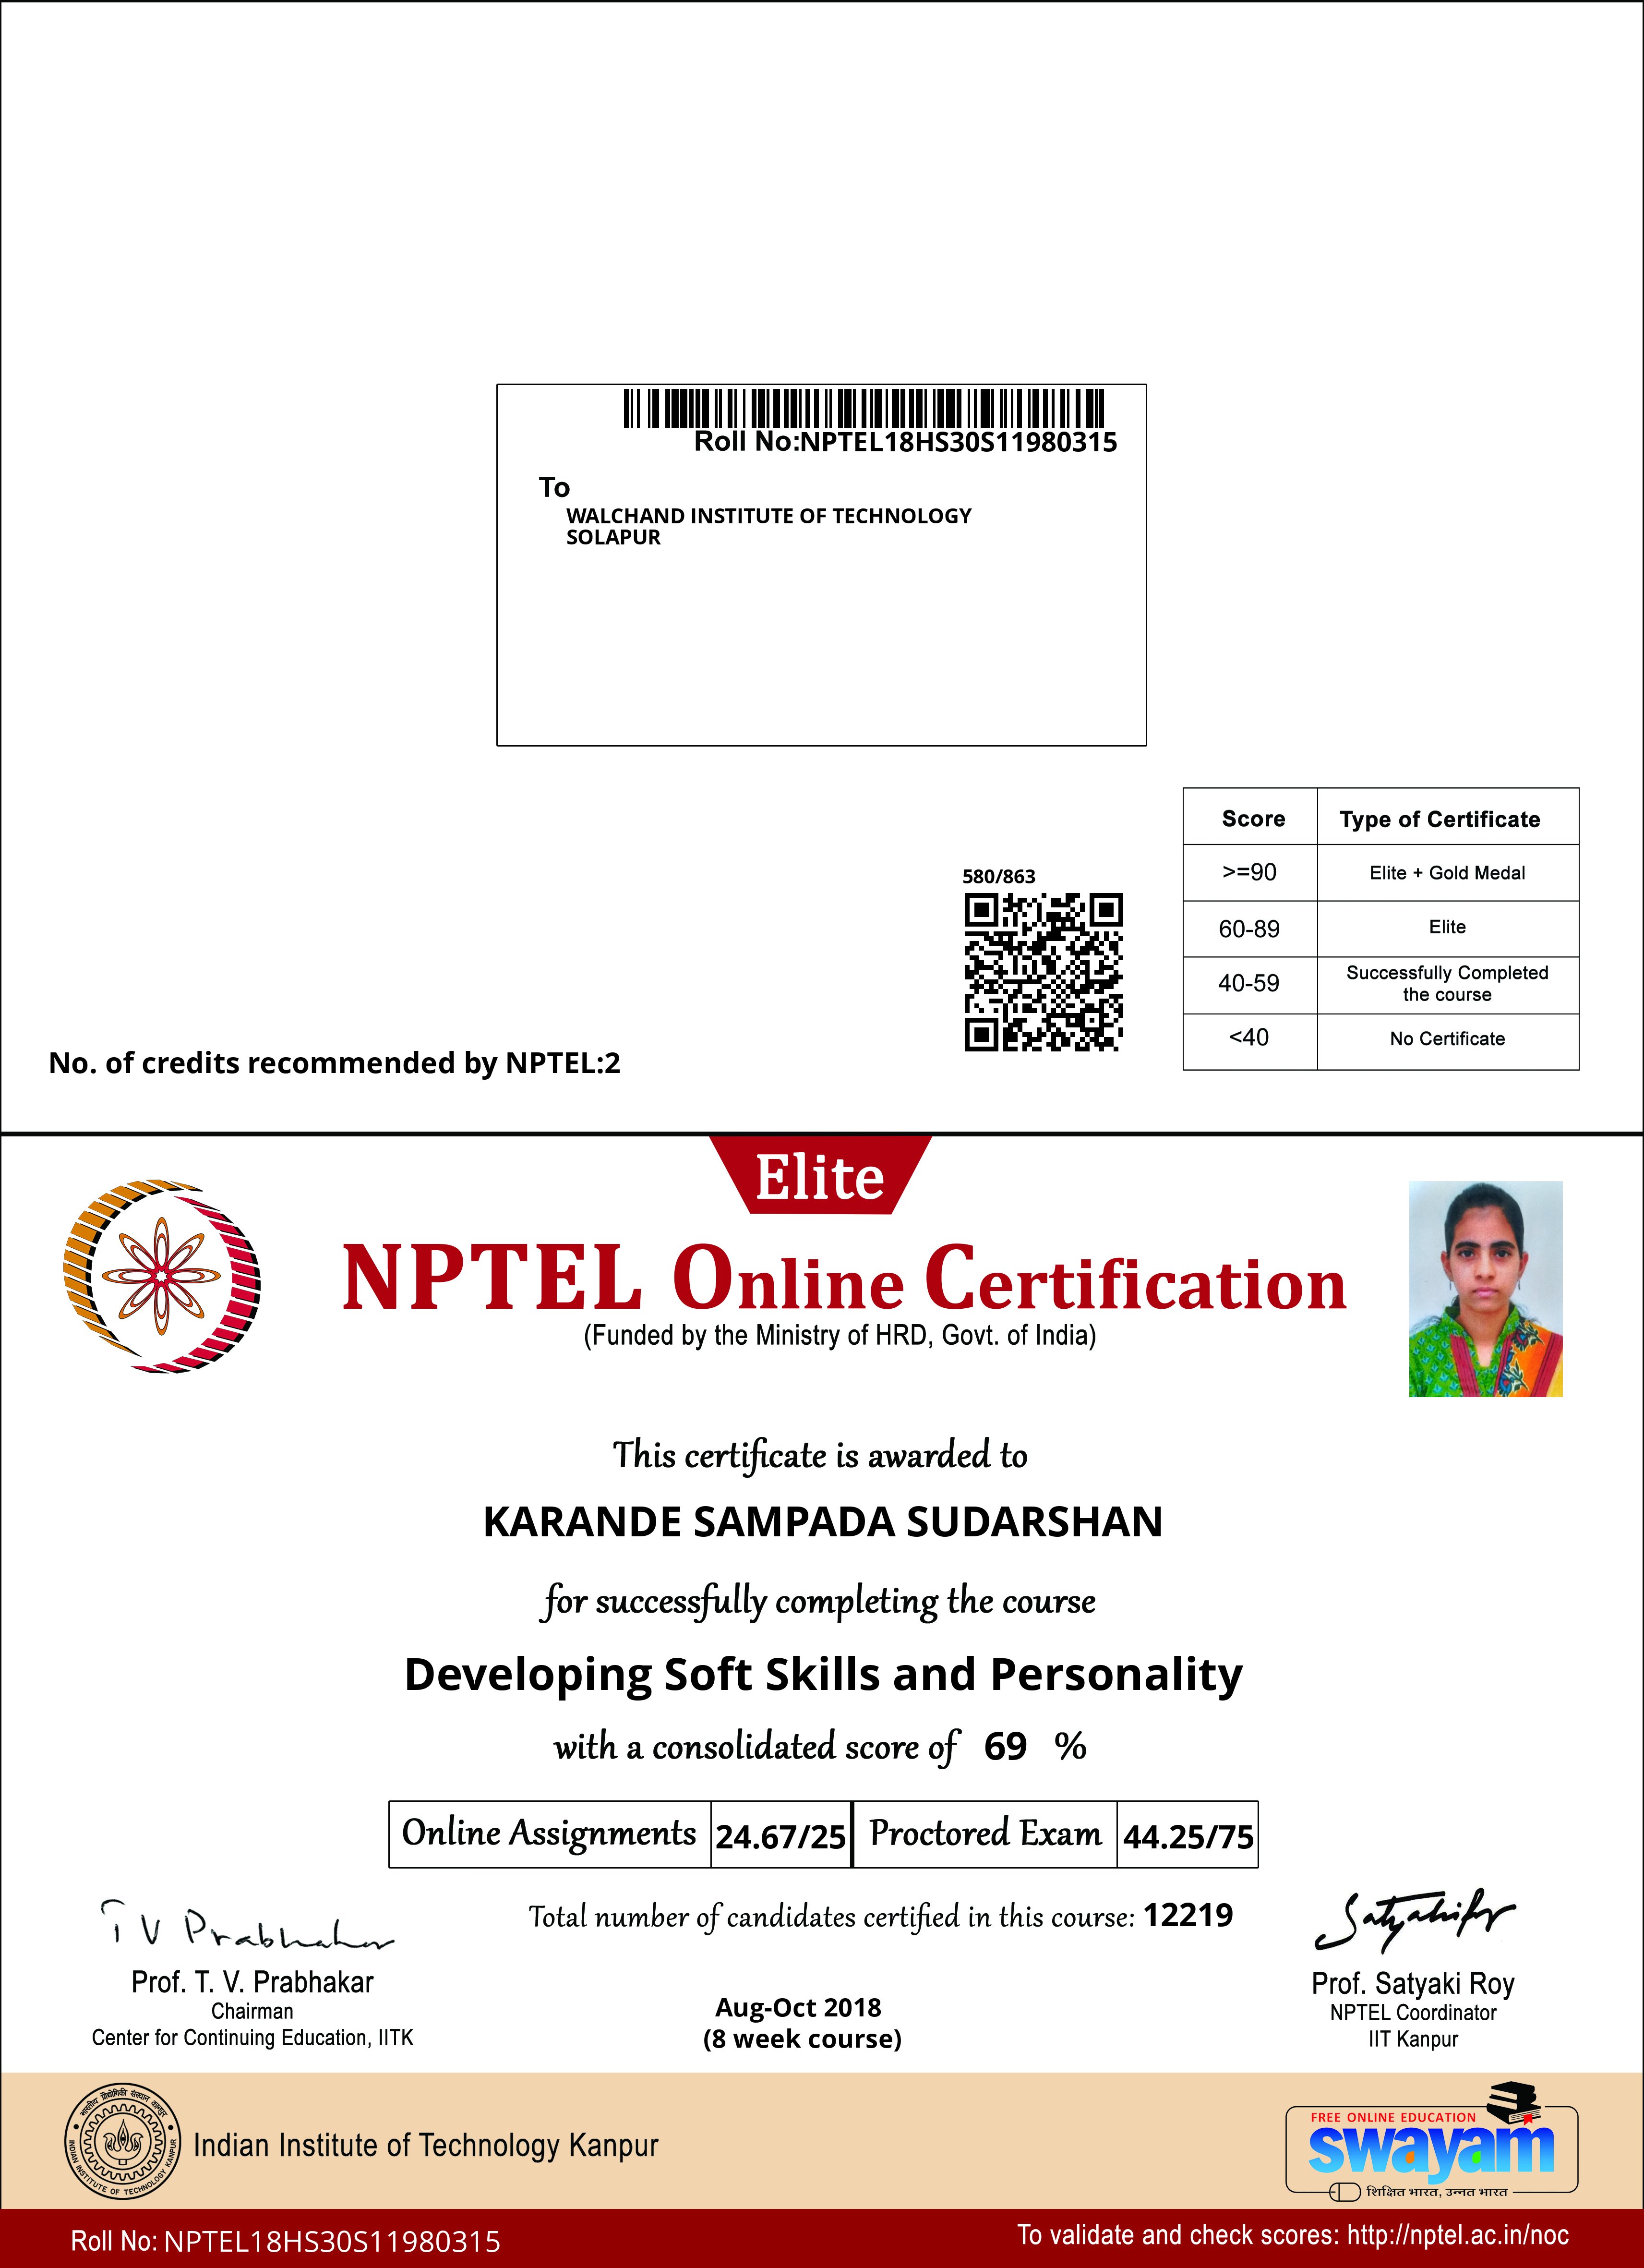 Roll No:NPTEL18HS30S11980315
To
WALCHAND INSTITUTE OF TECHNOLOGY
SOLAPUR
Score Type of Certificate
>=90 Elite + Gold Medal
60-89 Elite
40-59 Successfully Completed
the course
<40 No Certificate
580/863
No. of credits recommended by NPTEL:2
Elite
NPTEL Online Certification
(Funded by the Ministry of HRD, Govt. of India)
This certificate is awarded to
KARANDE SAMPADA SUDARSHAN
for successfully completing the course
Developing Soft Skills and Personality
with a consolidated score of 69 %
Online Assignments 24.67/25 Proctored Exam 44.25/75
Total number of candidates certified in this course: 12219
T V Prabhakar
Prof. T. V. Prabhakar
Chairman
Center for Continuing Education, IITK
Aug-Oct 2018
(8 week course)
Prof. Satyaki Roy
NPTEL Coordinator
IIT Kanpur
भारतीय प्रौद्योगिकी संस्थान कानपुर
INDIAN INSTITUTE OF TECHNOLOGY KANPUR
Indian Institute of Technology Kanpur
FREE ONLINE EDUCATION
swayam
शिक्षित भारत, उन्नत भारत
Roll No: NPTEL18HS30S11980315
To validate and check scores: http://nptel.ac.in/noc